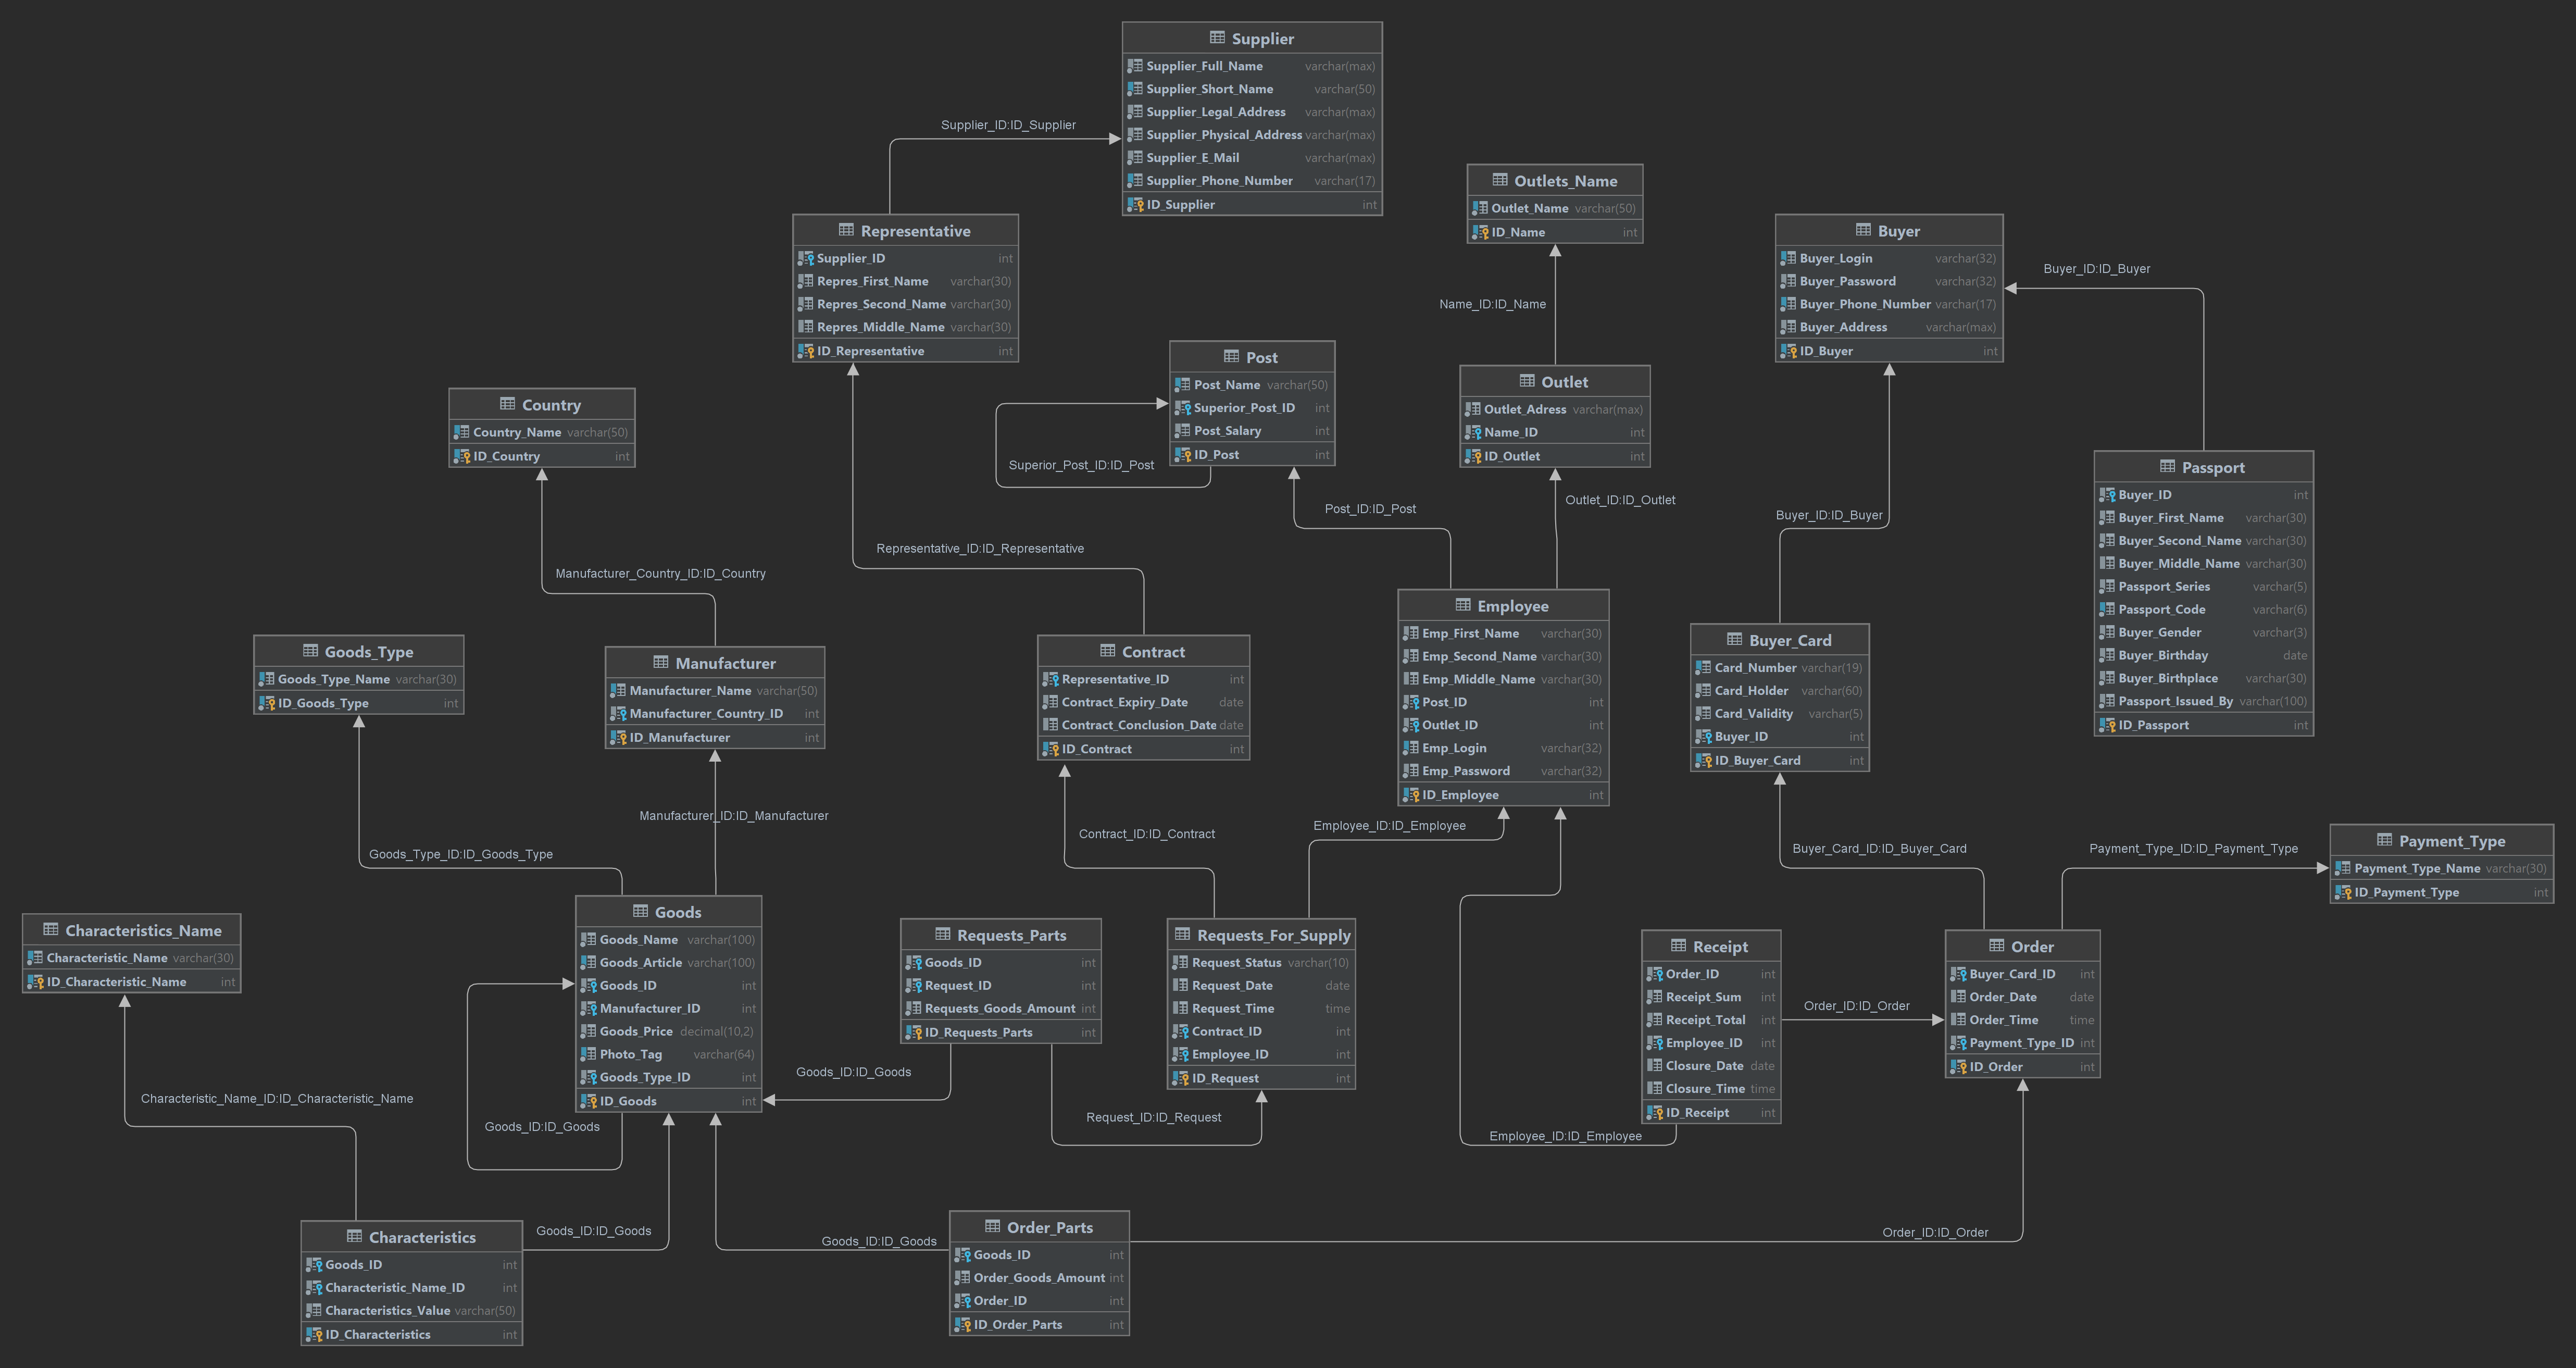 Supplier
Supplier_Full_Name varchar(max)
Supplier_Short_Name varchar(50)
Supplier_Legal_Address varchar(max)
Supplier_Physical_Address varchar(max)
Supplier_E_Mail varchar(max)
Supplier_Phone_Number varchar(17)
ID_Supplier int
Supplier_ID:ID_Supplier
Outlets_Name
Outlet_Name varchar(50)
ID_Name int
Representative
Supplier_ID int
Repres_First_Name varchar(30)
Repres_Second_Name varchar(30)
Repres_Middle_Name varchar(30)
ID_Representative int
Buyer
Buyer_Login varchar(32)
Buyer_Password varchar(32)
Buyer_Phone_Number varchar(17)
Buyer_Address varchar(max)
ID_Buyer int
Buyer_ID:ID_Buyer
Name_ID:ID_Name
Post
Post_Name varchar(50)
Superior_Post_ID int
Post_Salary int
ID_Post int
Superior_Post_ID:ID_Post
Outlet
Outlet_Adress varchar(max)
Name_ID int
ID_Outlet int
Country
Country_Name varchar(50)
ID_Country int
Passport
Buyer_ID int
Buyer_First_Name varchar(30)
Buyer_Second_Name varchar(30)
Buyer_Middle_Name varchar(30)
Passport_Series varchar(5)
Passport_Code varchar(6)
Buyer_Gender varchar(3)
Buyer_Birthday date
Buyer_Birthplace varchar(30)
Passport_Issued_By varchar(100)
ID_Passport int
Outlet_ID:ID_Outlet
Post_ID:ID_Post
Buyer_ID:ID_Buyer
Representative_ID:ID_Representative
Manufacturer_Country_ID:ID_Country
Employee
Emp_First_Name varchar(30)
Emp_Second_Name varchar(30)
Emp_Middle_Name varchar(30)
Post_ID int
Outlet_ID int
Emp_Login varchar(32)
Emp_Password varchar(32)
ID_Employee int
Buyer_Card
Card_Number varchar(19)
Card_Holder varchar(60)
Card_Validity varchar(5)
Buyer_ID int
ID_Buyer_Card int
Goods_Type
Goods_Type_Name varchar(30)
ID_Goods_Type int
Manufacturer
Manufacturer_Name varchar(50)
Manufacturer_Country_ID int
ID_Manufacturer int
Contract
Representative_ID int
Contract_Expiry_Date date
Contract_Conclusion_Date date
ID_Contract int
Manufacturer_ID:ID_Manufacturer
Contract_ID:ID_Contract
Employee_ID:ID_Employee
Goods_Type_ID:ID_Goods_Type
Buyer_Card_ID:ID_Buyer_Card
Payment_Type_ID:ID_Payment_Type
Payment_Type
Payment_Type_Name varchar(30)
ID_Payment_Type int
Characteristics_Name
Characteristic_Name varchar(30)
ID_Characteristic_Name int
Goods
Goods_Name varchar(100)
Goods_Article varchar(100)
Goods_ID int
Manufacturer_ID int
Goods_Price decimal(10,2)
Photo_Tag varchar(64)
Goods_Type_ID int
ID_Goods int
Requests_Parts
Goods_ID int
Request_ID int
Requests_Goods_Amount int
ID_Requests_Parts int
Requests_For_Supply
Request_Status varchar(10)
Request_Date date
Request_Time time
Contract_ID int
Employee_ID int
ID_Request int
Receipt
Order_ID int
Receipt_Sum int
Receipt_Total int
Employee_ID int
Closure_Date date
Closure_Time time
ID_Receipt int
Order_ID:ID_Order
Order
Buyer_Card_ID int
Order_Date date
Order_Time time
Payment_Type_ID int
ID_Order int
Goods_ID:ID_Goods
Characteristic_Name_ID:ID_Characteristic_Name
Goods_ID:ID_Goods
Request_ID:ID_Request
Employee_ID:ID_Employee
Characteristics
Goods_ID int
Characteristic_Name_ID int
Characteristics_Value varchar(50)
ID_Characteristics int
Goods_ID:ID_Goods
Goods_ID:ID_Goods
Order_Parts
Goods_ID int
Order_Goods_Amount int
Order_ID int
ID_Order_Parts int
Order_ID:ID_Order